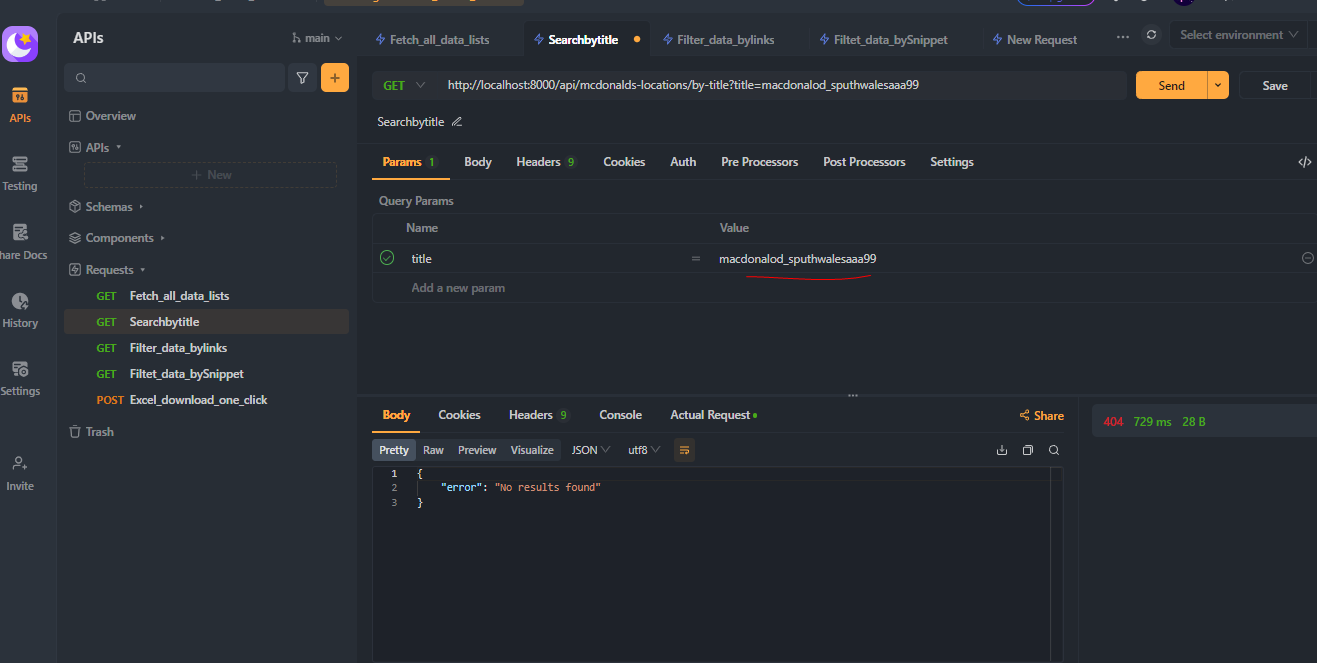 APIs
main
Fetch_all_data_lists
Searchbytitle
Filter_data_bylinks
Filtet_data_bySnippet
New Request
Select environment
GET
http://localhost:8000/api/mcdonalds-locations/by-title?title=macdonalod_sputhwalesaaa99
Send
Save
Searchbytitle
Params 1
Body
Headers 9
Cookies
Auth
Pre Processors
Post Processors
Settings
Query Params
Name
Value
title
=
macdonalod_sputhwalesaaa99
Add a new param
APIs
Testing
hare Docs
History
Settings
Invite
Overview
APIs
+ New
Schemas
Components
Requests
GET Fetch_all_data_lists
GET Searchbytitle
GET Filter_data_bylinks
GET Filtet_data_bySnippet
POST Excel_download_one_click
Trash
Body
Cookies
Headers 9
Console
Actual Request
Share
404 729 ms 28 B
Pretty
Raw
Preview
Visualize
JSON
utf8
1 {
2 "error": "No results found"
3 }